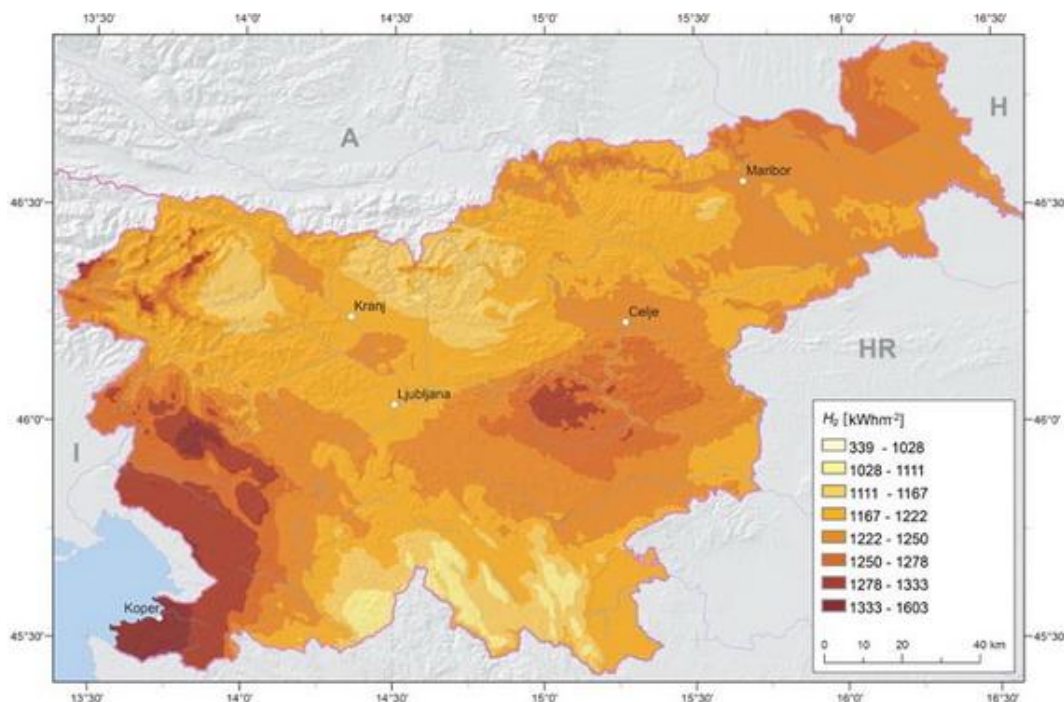 13°30' 14°0' 14°30' 15°0' 15°30' 16°0' 16°30'
A
H
Maribor
46°30' 46°30'
Kranj
Celje
HR
Ljubljana
46°0' 46°0'
I
H₀ [kWhm⁻²]
339 - 1028
1028 - 1111
1111 - 1167
1167 - 1222
1222 - 1250
1250 - 1278
1278 - 1333
1333 - 1603
Koper
45°30' 45°30'
0 20 40 km
13°30' 14°0' 14°30' 15°0' 15°30' 16°0' 16°30'